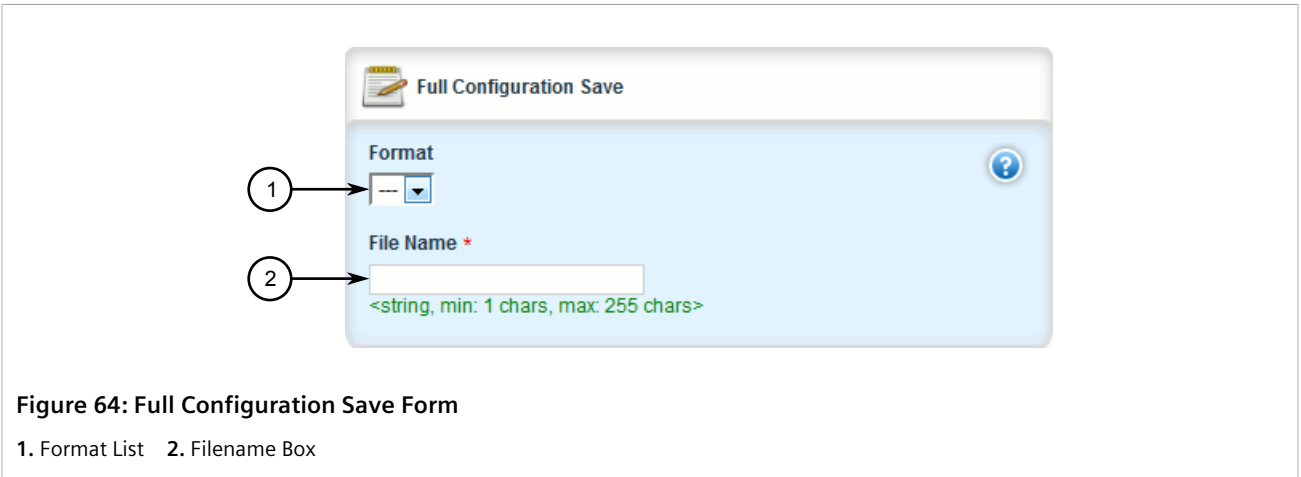 Full Configuration Save
Format
1
---
File Name *
2
<string, min: 1 chars, max: 255 chars>
Figure 64: Full Configuration Save Form
1. Format List 2. Filename Box